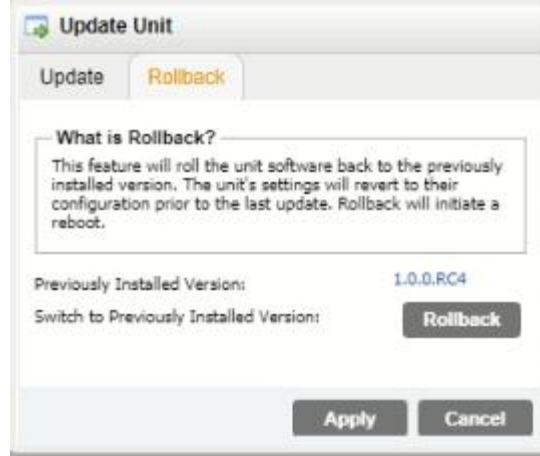 Update Unit
Update Rollback
What is Rollback?
This feature will roll the unit software back to the previously
installed version. The unit's settings will revert to their
configuration prior to the last update. Rollback will initiate a
reboot.
Previously Installed Version: 1.0.0.RC4
Switch to Previously Installed Version: Rollback
Apply Cancel